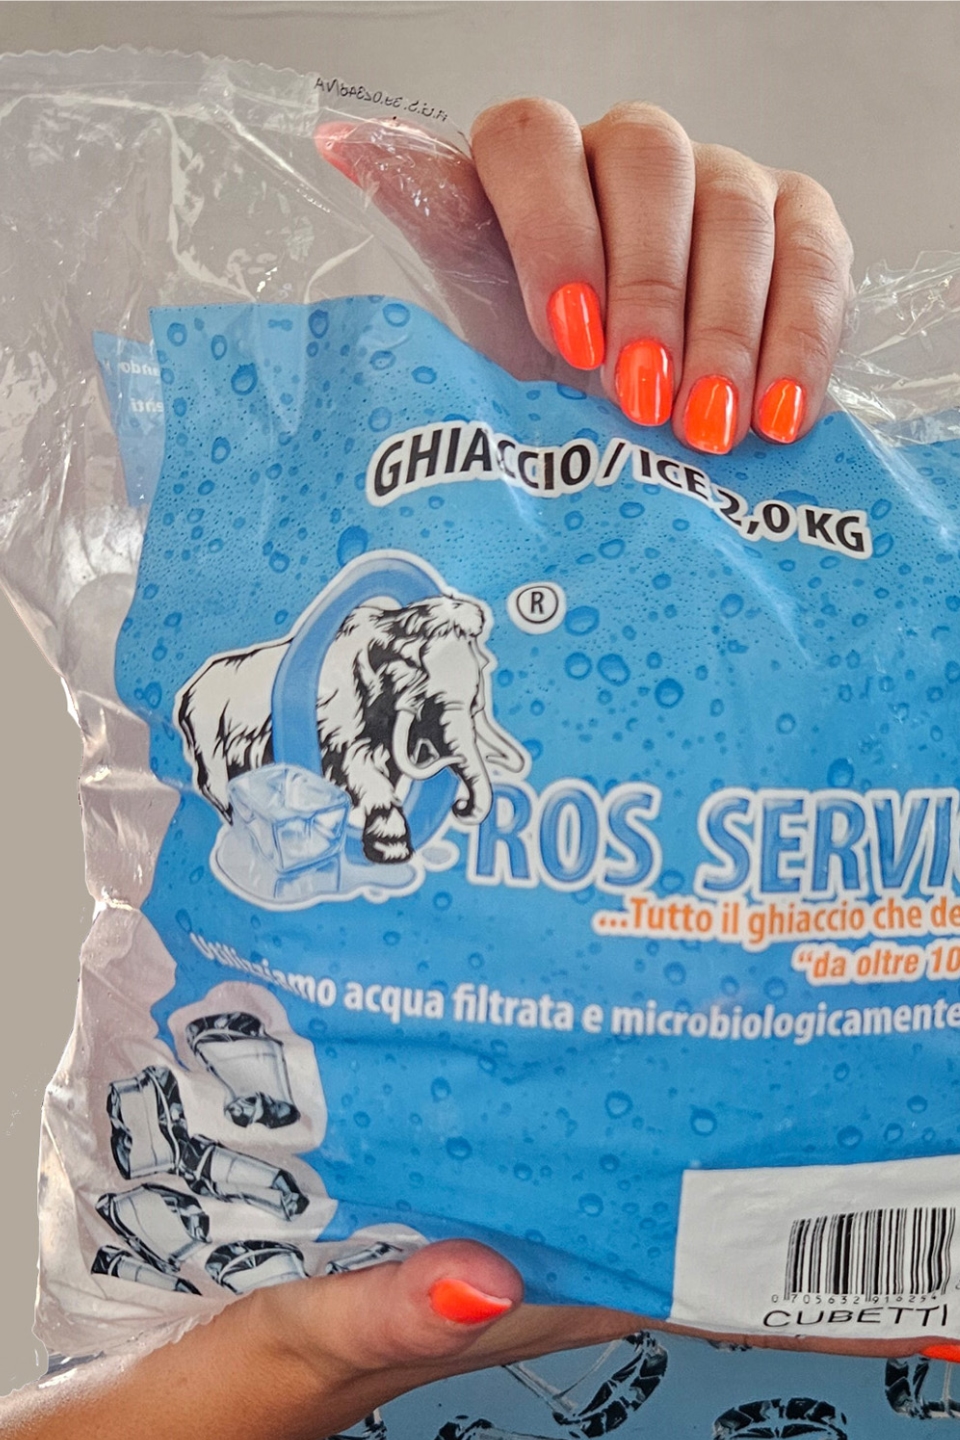 GHIACCIO / ICE 2,0 KG
®
ROS SERVI
...Tutto il ghiaccio che de
"da oltre 10
Utilizziamo acqua filtrata e microbiologicamente
CUBETTI